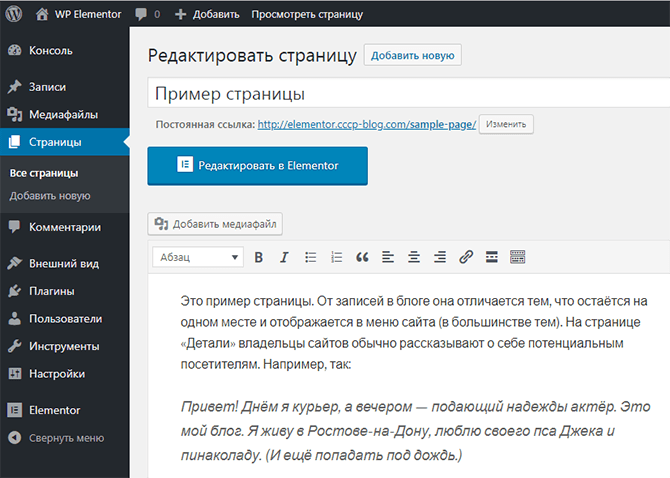 WP Elementor 0 Добавить Просмотреть страницу
Консоль
Записи
Медиафайлы
Страницы
Все страницы
Добавить новую
Комментарии
Внешний вид
Плагины
Пользователи
Инструменты
Настройки
Elementor
Свернуть меню
Редактировать страницу Добавить новую
Пример страницы
Постоянная ссылка: http://elementor.cccp-blog.com/sample-page/ Изменить
Редактировать в Elementor
Добавить медиафайл
Абзац B I
Это пример страницы. От записей в блоге она отличается тем, что остаётся на
одном месте и отображается в меню сайта (в большинстве тем). На странице
«Детали» владельцы сайтов обычно рассказывают о себе потенциальным
посетителям. Например, так:
Привет! Днём я курьер, а вечером — подающий надежды актёр. Это
мой блог. Я живу в Ростове-на-Дону, люблю своего пса Джека и
пинаколаду. (И ещё попадать под дождь.)